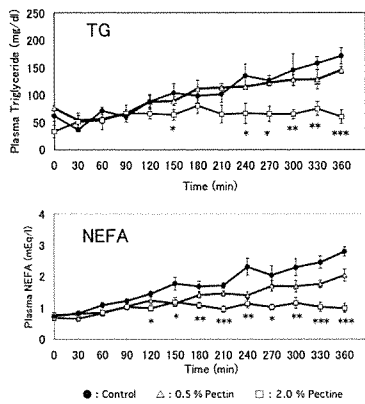 TG
Plasma Triglyceride (mg/dl)
200
150
100
50
0
* * * ** ** ***
0 30 60 90 120 150 180 210 240 270 300 330 360
Time (min)
NEFA
Plasma NEFA (mEq/l)
4
3
2
1
0
* * ** *** ** * ** *** ***
0 30 60 90 120 150 180 210 240 270 300 330 360
Time (min)
● : Control △ : 0.5 % Pectin □ : 2.0 % Pectine